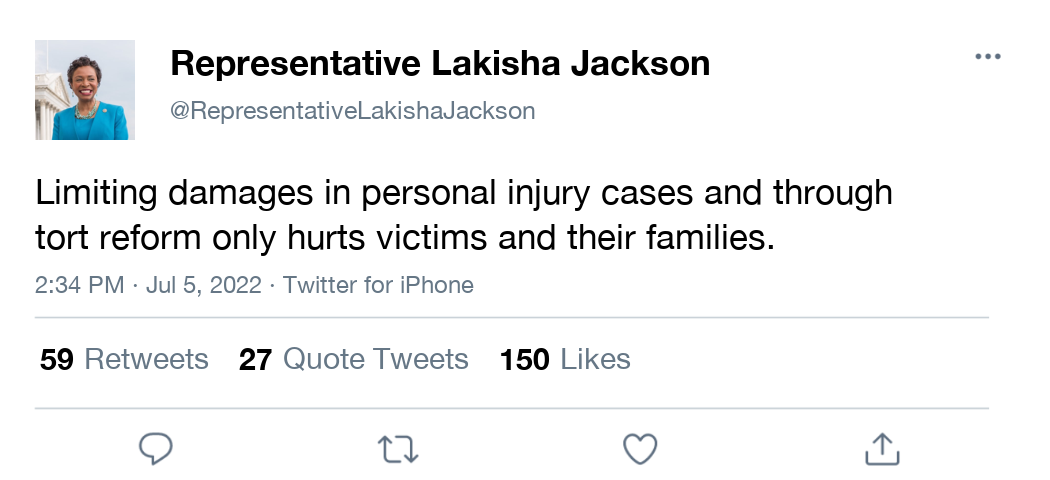 Representative Lakisha Jackson
@RepresentativeLakishaJackson
Limiting damages in personal injury cases and through
tort reform only hurts victims and their families.
2:34 PM · Jul 5, 2022 · Twitter for iPhone
59 Retweets 27 Quote Tweets 150 Likes